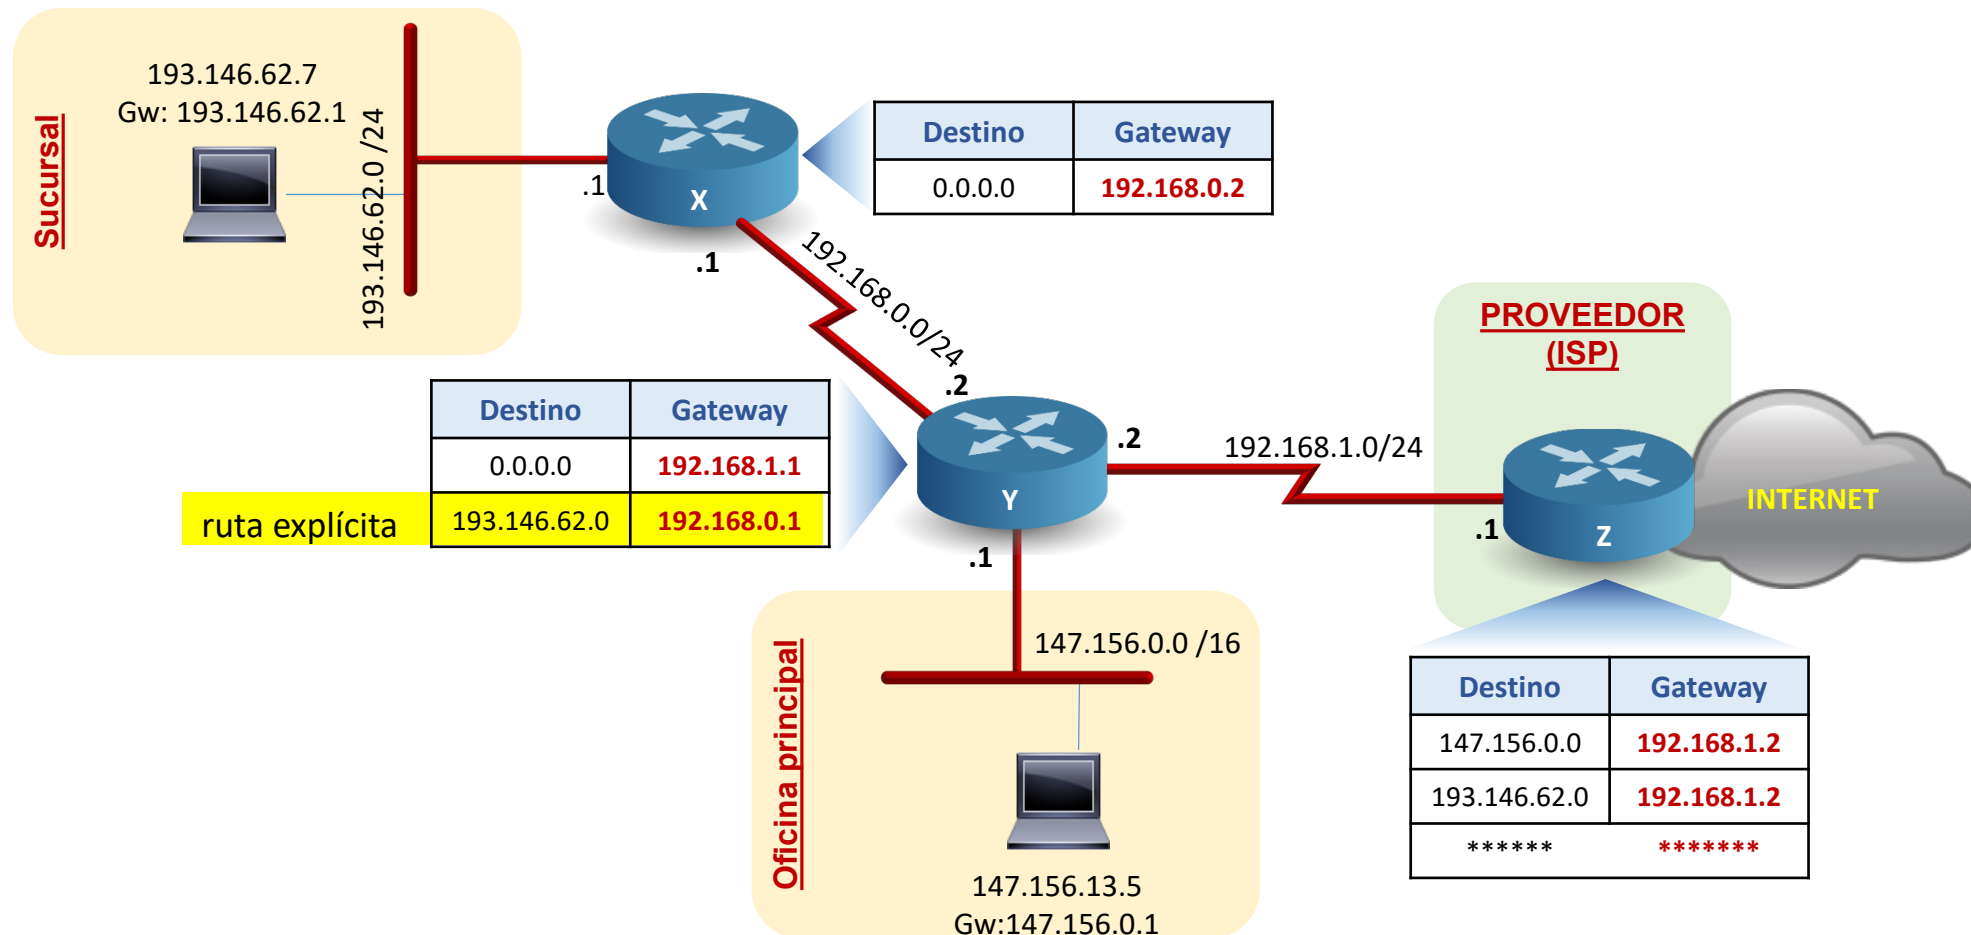 Sucursal
193.146.62.7
Gw: 193.146.62.1
193.146.62.0 /24
.1
X
.1
Destino Gateway
0.0.0.0 192.168.0.2
192.168.0.0/24
.2
Destino Gateway
0.0.0.0 192.168.1.1
ruta explícita 193.146.62.0 192.168.0.1
Y
.2
.1
192.168.1.0/24
PROVEEDOR
(ISP)
.1
Z
INTERNET
Oficina principal
147.156.0.0 /16
147.156.13.5
Gw:147.156.0.1
Destino Gateway
147.156.0.0 192.168.1.2
193.146.62.0 192.168.1.2
****** *******